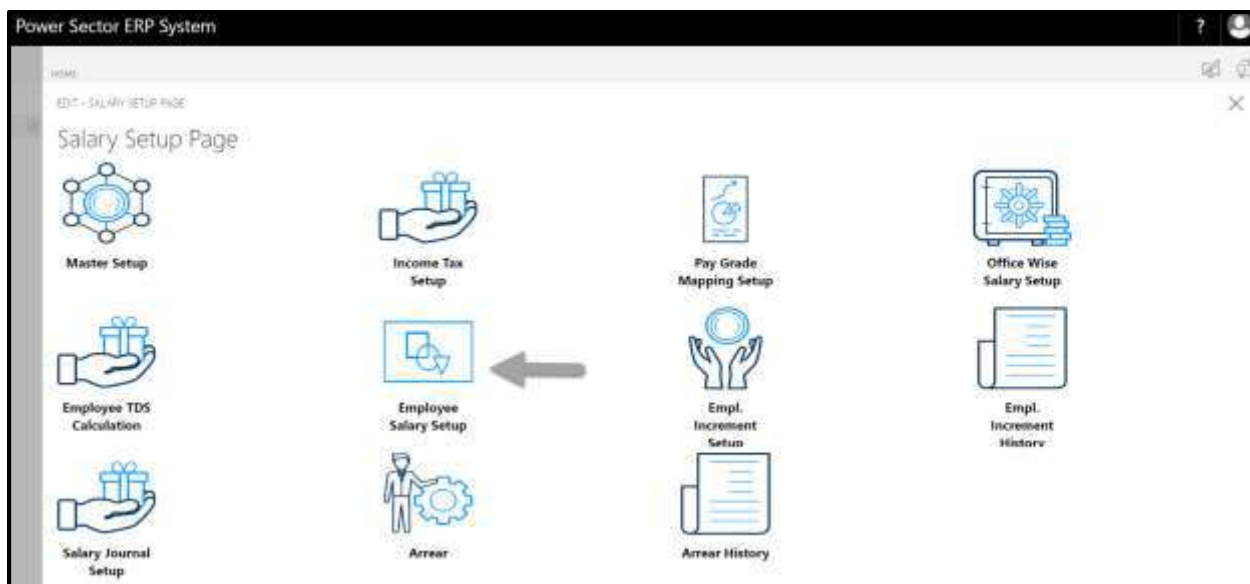 Power Sector ERP System
?
HOME
EDIT - SALARY SETUP PAGE
Salary Setup Page
Master Setup
Income Tax
Setup
Pay Grade
Mapping Setup
Office Wise
Salary Setup
Employee TDS
Calculation
Employee
Salary Setup
Empl.
Increment
Setup
Empl.
Increment
History
Salary Journal
Setup
Arrear
Arrear History